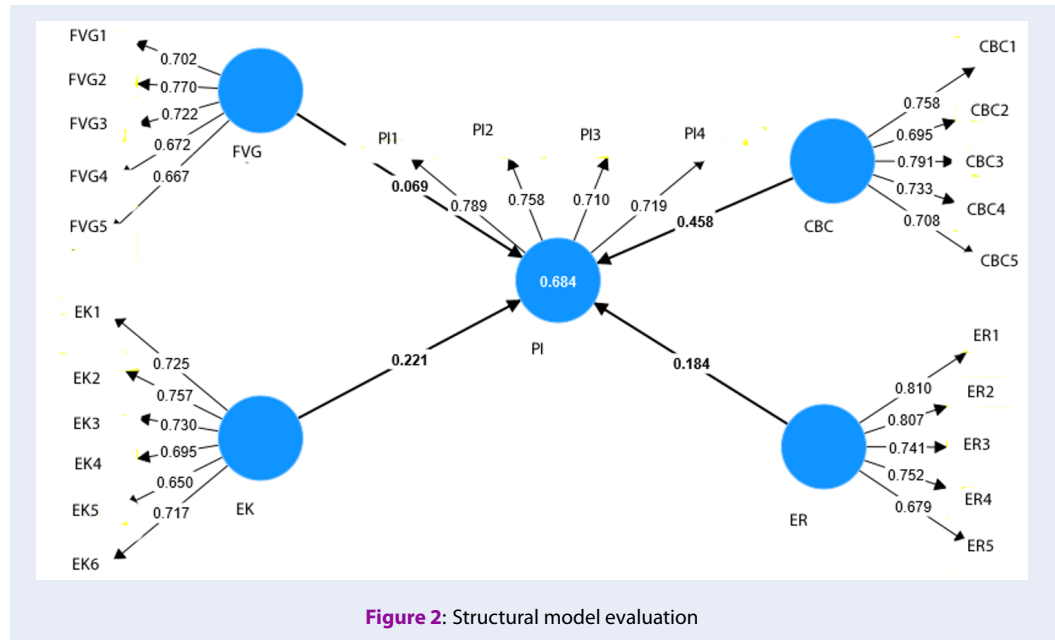 FVG1
0.702
FVG2
0.770
FVG3
0.722
0.672
FVG4
0.667
FVG5
FVG
PI1
PI2
PI3
PI4
0.069
0.789
0.758
0.710
0.719
CBC1
0.758
CBC2
0.695
0.791
CBC3
0.733
CBC4
0.708
CBC5
CBC
0.458
0.684
PI
0.221
0.184
EK1
0.725
EK2
0.757
EK3
0.730
0.695
EK4
0.650
EK5
0.717
EK6
EK
ER1
0.810
ER2
0.807
0.741
ER3
0.752
ER4
0.679
ER5
ER
Figure 2: Structural model evaluation